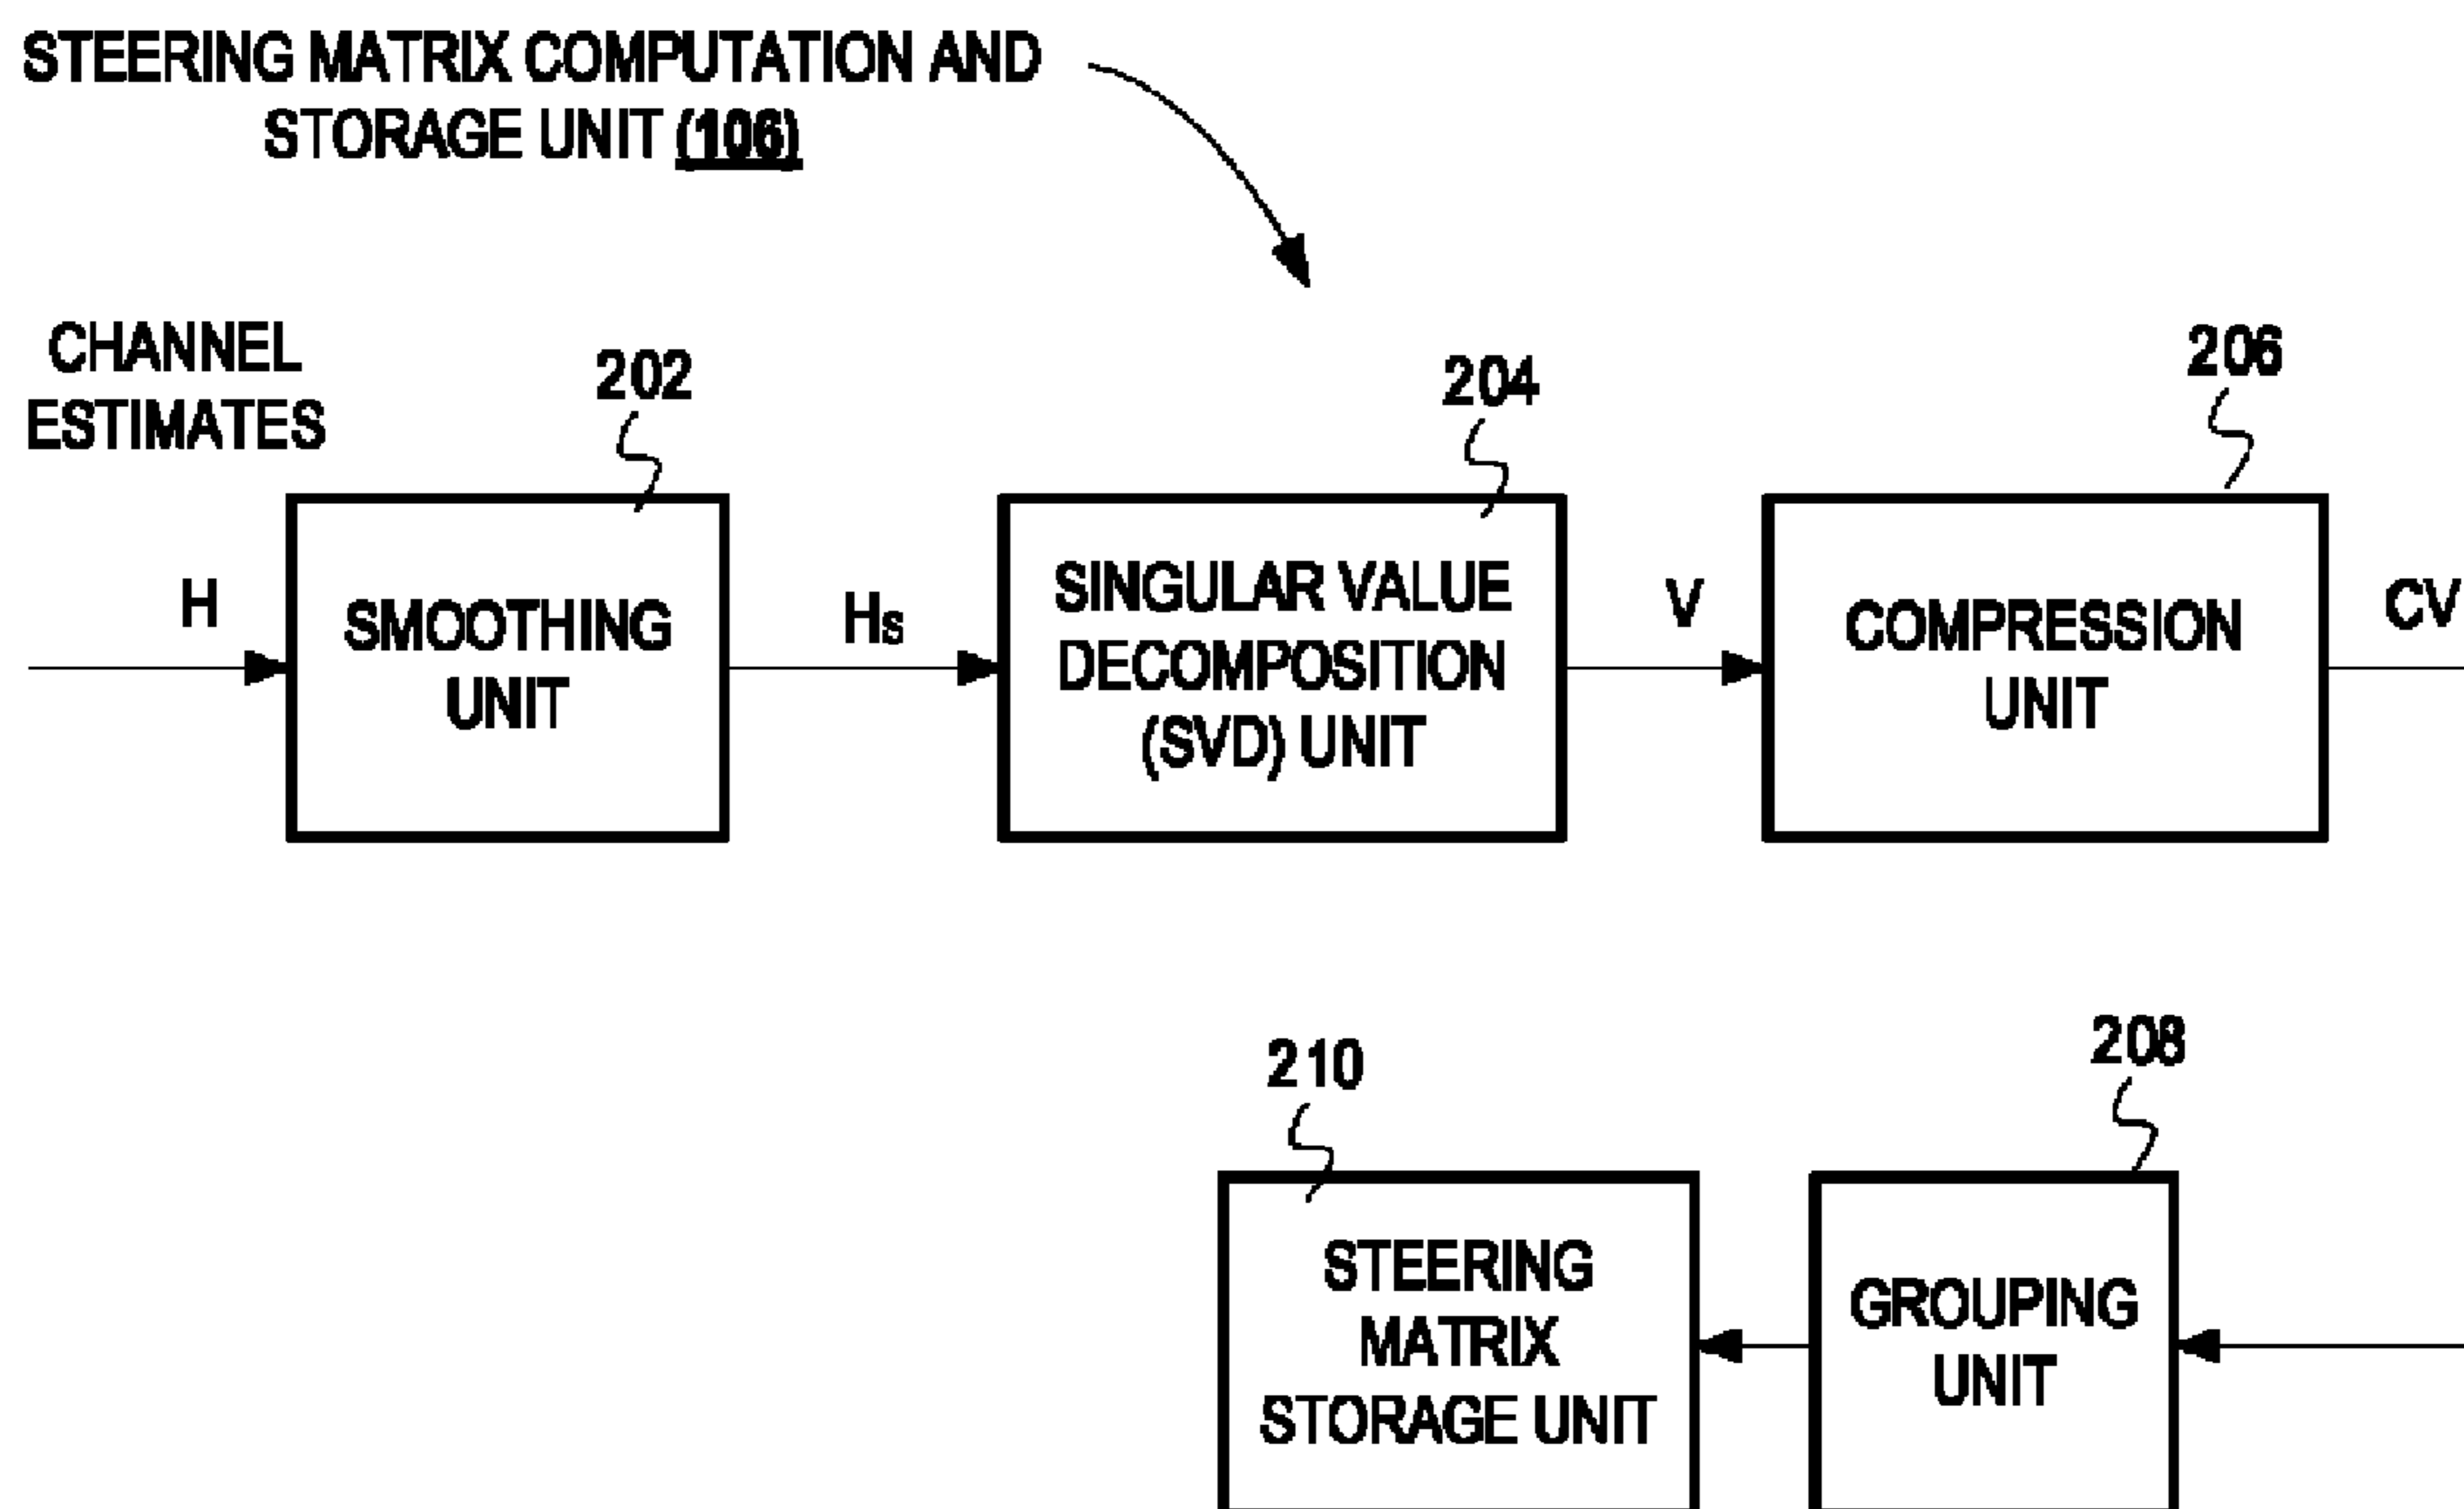 STEERING MATRIX COMPUTATION AND
STORAGE UNIT (106)
CHANNEL
ESTIMATES
202
204
206
H
SMOOTHING
UNIT
Hs
SINGULAR VALUE
DECOMPOSITION
(SVD) UNIT
V
COMPRESSION
UNIT
CV
210
208
STEERING
MATRIX
STORAGE UNIT
GROUPING
UNIT